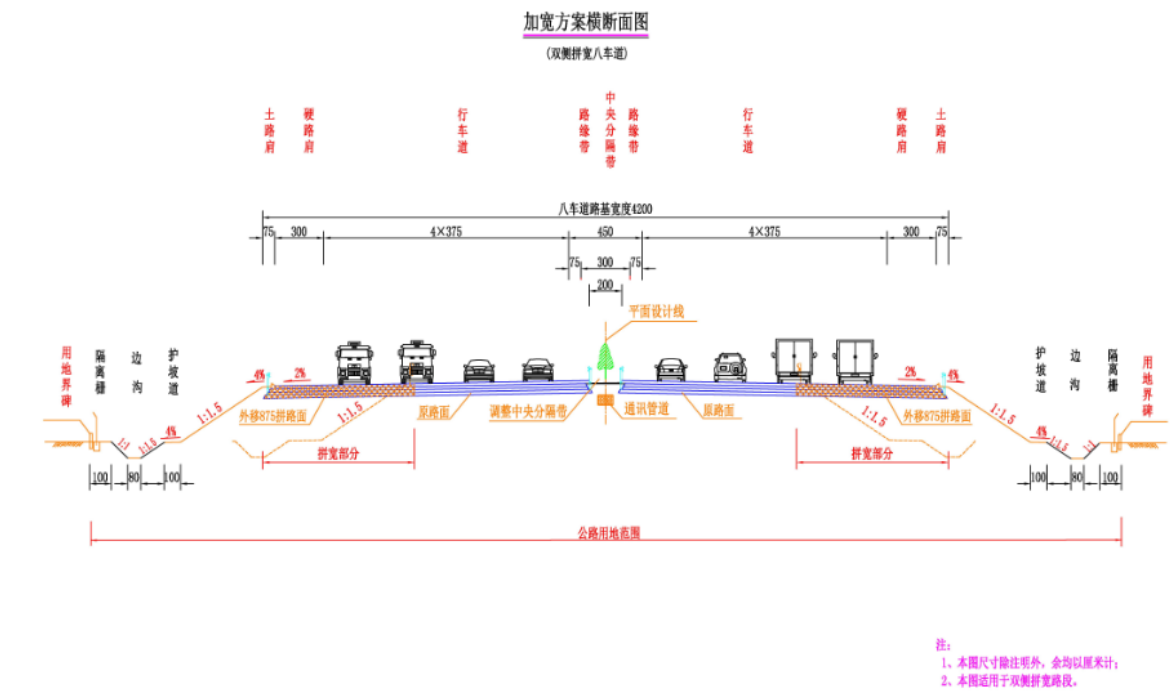 加宽方案横断面图
(双侧拼宽八车道)
土路肩
硬路肩
行车道
路缘带
中央分隔带
路缘带
行车道
硬路肩
土路肩
八车道路基宽度4200
75 300 4×375 450 4×375 300 75
75 300 75
200
平面设计线
用地界碑
隔离栅
边沟
护坡道
护坡道
边沟
隔离栅
用地界碑
4% 2% 2% 4%
1:1.5 外移875拼路面 1:1.5 原路面 调整中央分隔带 通讯管道 原路面 外移875拼路面 1:1.5
1:1 1:1.5 4% 4% 1:1.5
拼宽部分 拼宽部分
100 80 100 100 80 100
公路用地范围
注:
1、本图尺寸除注明外，余均以厘米计;
2、本图适用于双侧拼宽路段。